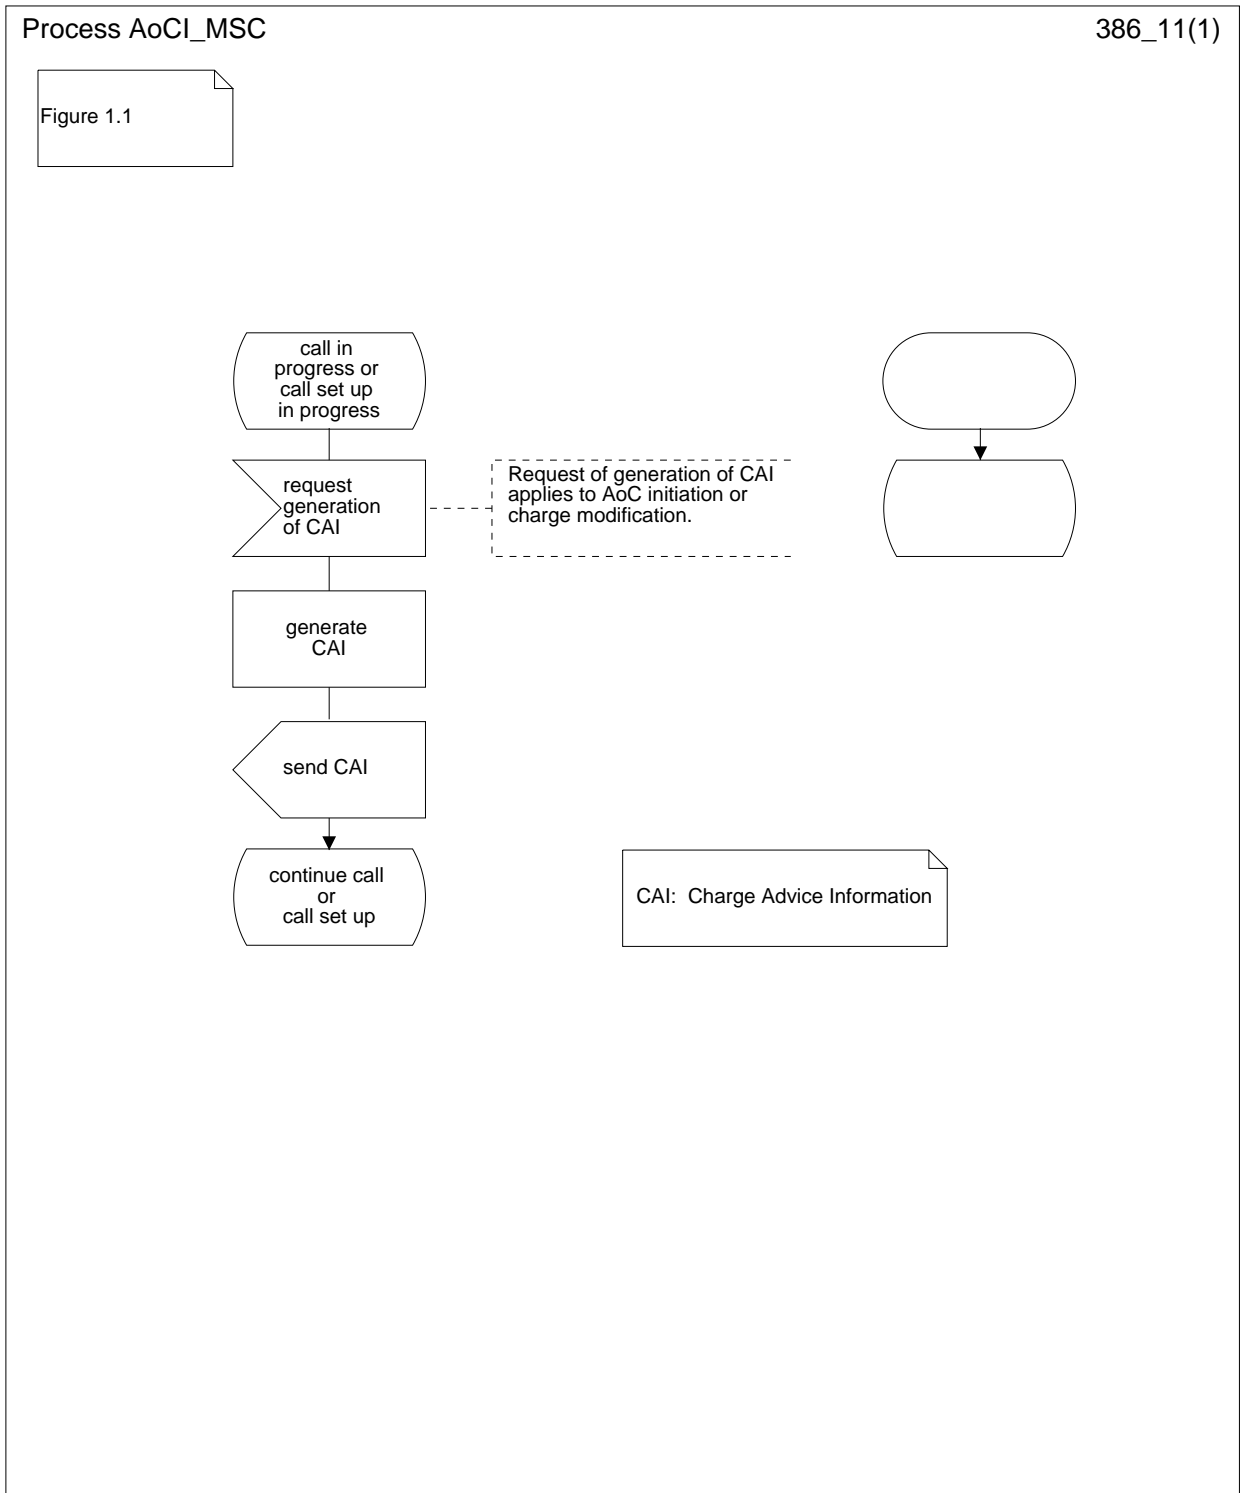 Process AoCI_MSC
386_11(1)
Figure 1.1
call in
progress or
call set up
in progress
request
generation
of CAI
Request of generation of CAI
applies to AoC initiation or
charge modification.
generate
CAI
send CAI
continue call
or
call set up
CAI:  Charge Advice Information